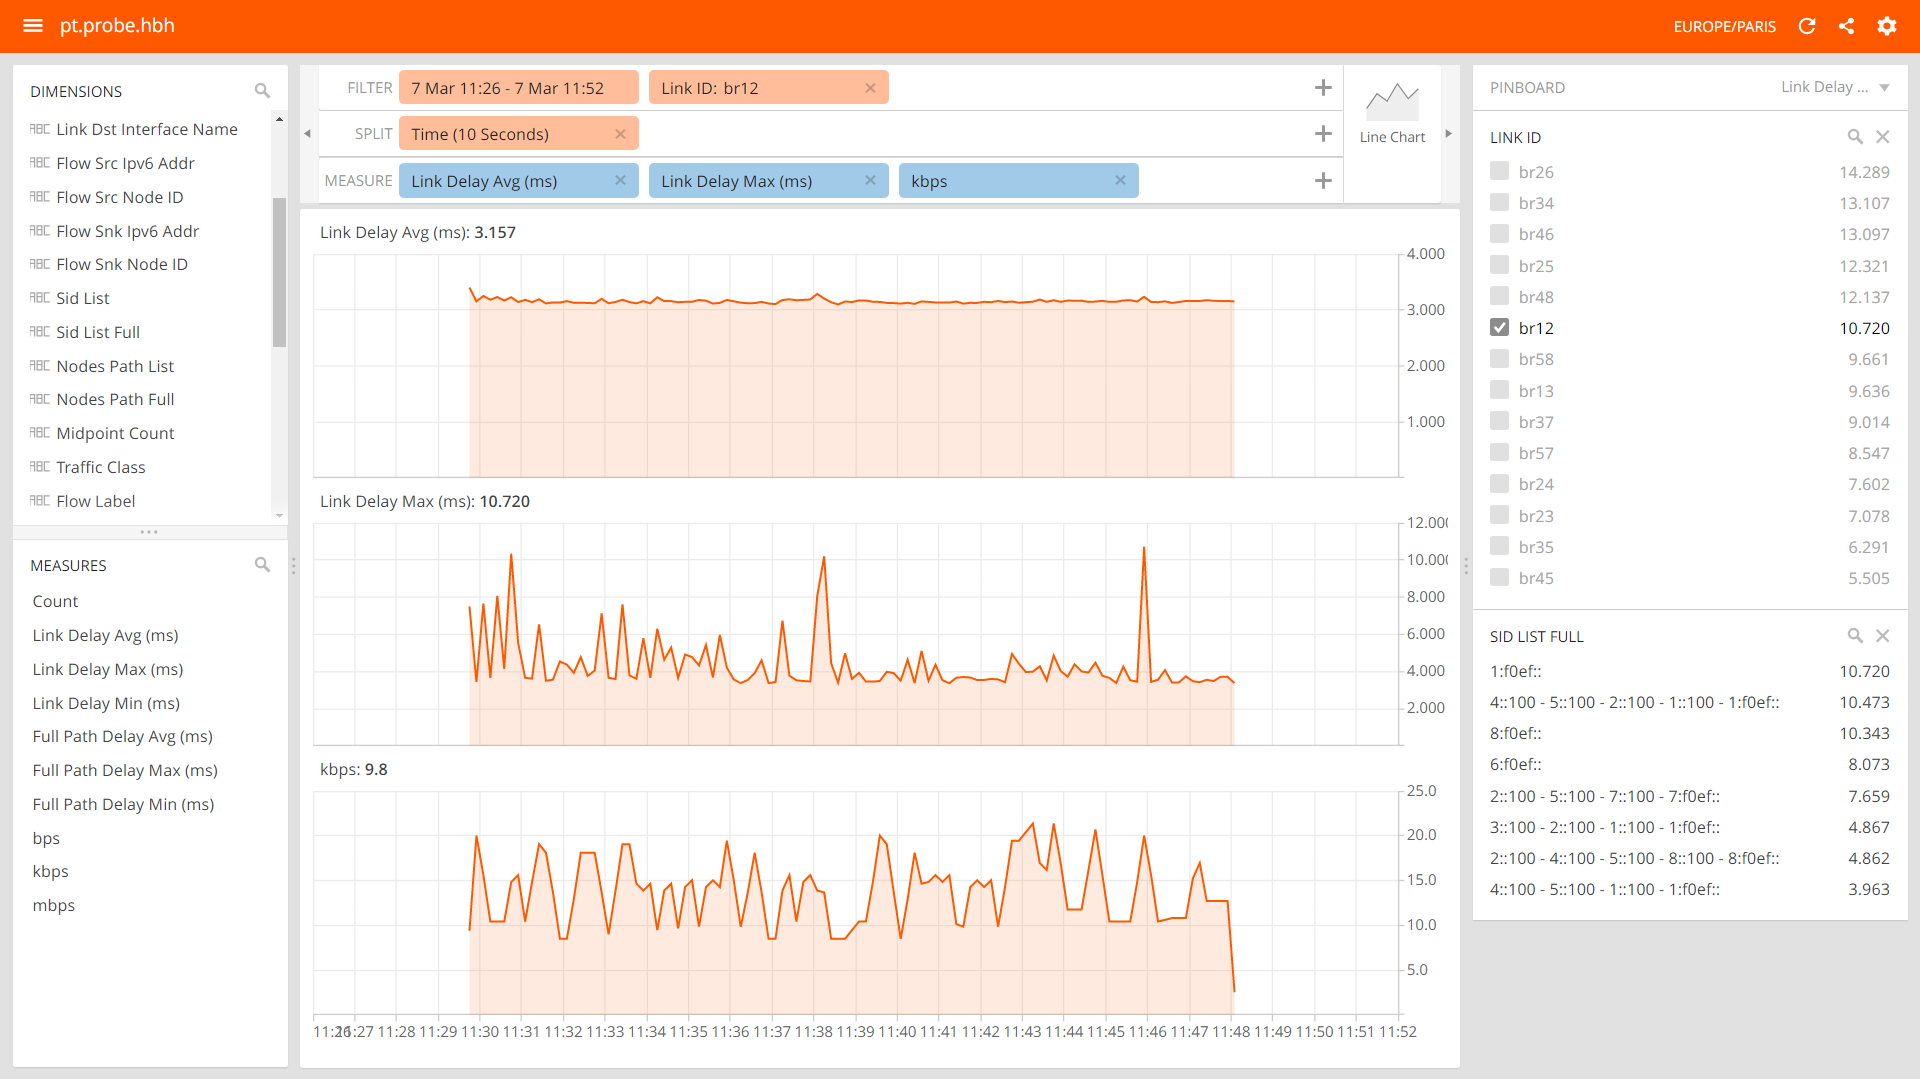 pt.probe.hbh
EUROPE/PARIS
DIMENSIONS
ABC Link Dst Interface Name
ABC Flow Src Ipv6 Addr
ABC Flow Src Node ID
ABC Flow Snk Ipv6 Addr
ABC Flow Snk Node ID
ABC Sid List
ABC Sid List Full
ABC Nodes Path List
ABC Nodes Path Full
ABC Midpoint Count
ABC Traffic Class
ABC Flow Label
MEASURES
Count
Link Delay Avg (ms)
Link Delay Max (ms)
Link Delay Min (ms)
Full Path Delay Avg (ms)
Full Path Delay Max (ms)
Full Path Delay Min (ms)
bps
kbps
mbps
FILTER 7 Mar 11:26 - 7 Mar 11:52 Link ID: br12
SPLIT Time (10 Seconds)
MEASURE Link Delay Avg (ms) Link Delay Max (ms) kbps
Line Chart
Link Delay Avg (ms): 3.157
4.000
3.000
2.000
1.000
Link Delay Max (ms): 10.720
12.000
10.000
8.000
6.000
4.000
2.000
kbps: 9.8
25.0
20.0
15.0
10.0
5.0
11:26 11:27 11:28 11:29 11:30 11:31 11:32 11:33 11:34 11:35 11:36 11:37 11:38 11:39 11:40 11:41 11:42 11:43 11:44 11:45 11:46 11:47 11:48 11:49 11:50 11:51 11:52
PINBOARD Link Delay ...
LINK ID
br26 14.289
br34 13.107
br46 13.097
br25 12.321
br48 12.137
br12 10.720
br58 9.661
br13 9.636
br37 9.014
br57 8.547
br24 7.602
br23 7.078
br35 6.291
br45 5.505
SID LIST FULL
1:f0ef:: 10.720
4::100 - 5::100 - 2::100 - 1::100 - 1:f0ef:: 10.473
8:f0ef:: 10.343
6:f0ef:: 8.073
2::100 - 5::100 - 7::100 - 7:f0ef:: 7.659
3::100 - 2::100 - 1::100 - 1:f0ef:: 4.867
2::100 - 4::100 - 5::100 - 8::100 - 8:f0ef:: 4.862
4::100 - 5::100 - 1::100 - 1:f0ef:: 3.963